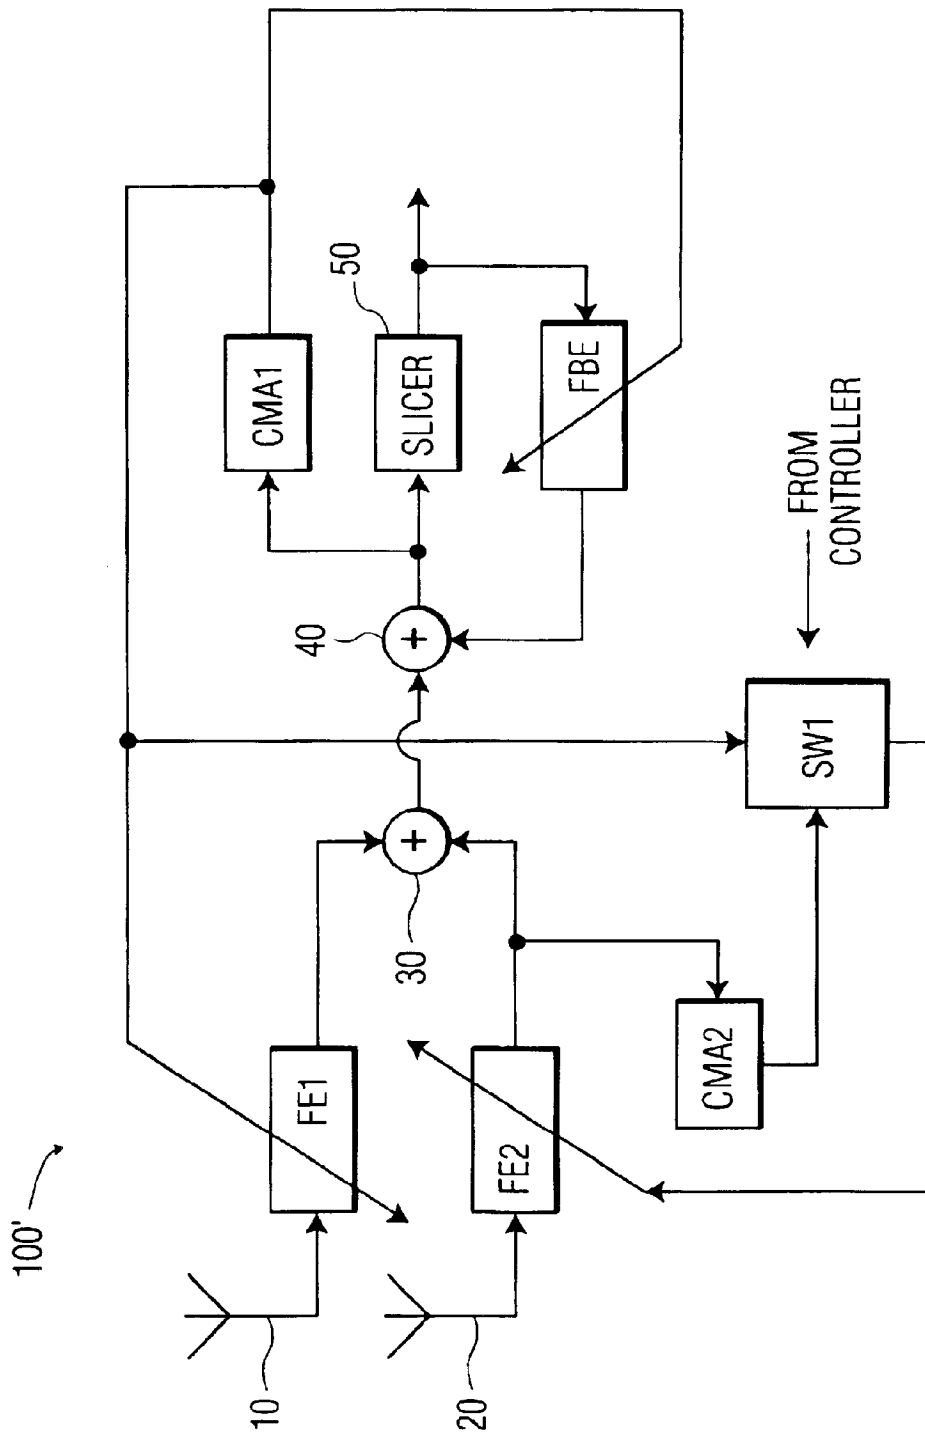 100'
10
FE1
CMA1
SLICER
50
40
30
FBE
20
FE2
CMA2
SW1
FROM
CONTROLLER
+
+